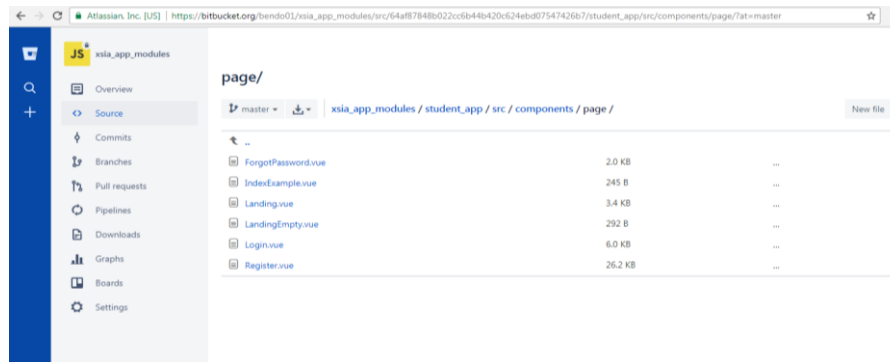 Atlassian, Inc. [US] | https://bitbucket.org/bendo01/xsia_app_modules/src/64af87848b022cc6b44b420c624ebd07547426b7/student_app/src/components/page/?at=master
JS xsia_app_modules
page/
Overview
master xsia_app_modules / student_app / src / components / page / New file
Source
Commits
..
Branches
ForgotPassword.vue 2.0 KB ...
Pull requests
IndexExample.vue 245 B ...
Pipelines
Landing.vue 3.4 KB ...
Downloads
LandingEmpty.vue 292 B ...
Graphs
Login.vue 6.0 KB ...
Boards
Register.vue 26.2 KB ...
Settings